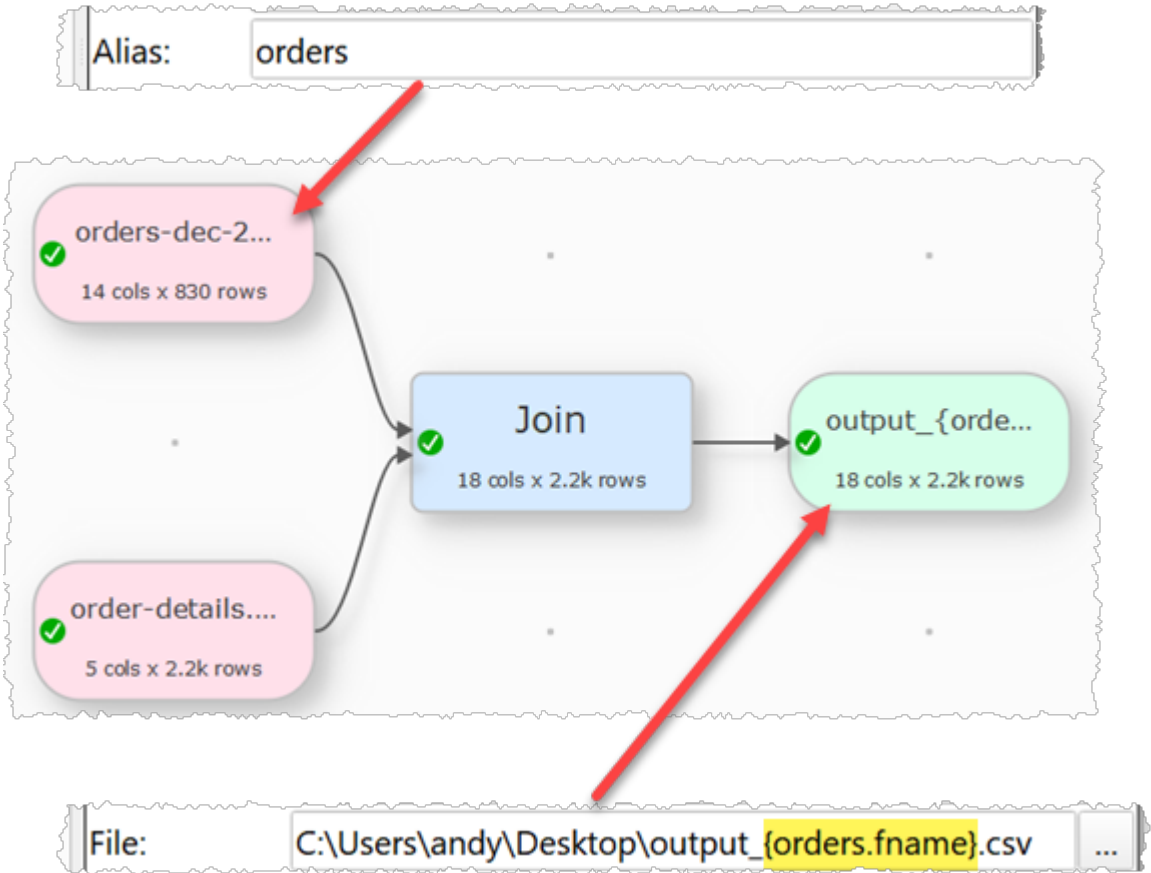 Alias: orders
orders-dec-2...
14 cols x 830 rows
Join
18 cols x 2.2k rows
output_{orde...
18 cols x 2.2k rows
order-details....
5 cols x 2.2k rows
File: C:\Users\andy\Desktop\output_{orders.fname}.csv ...